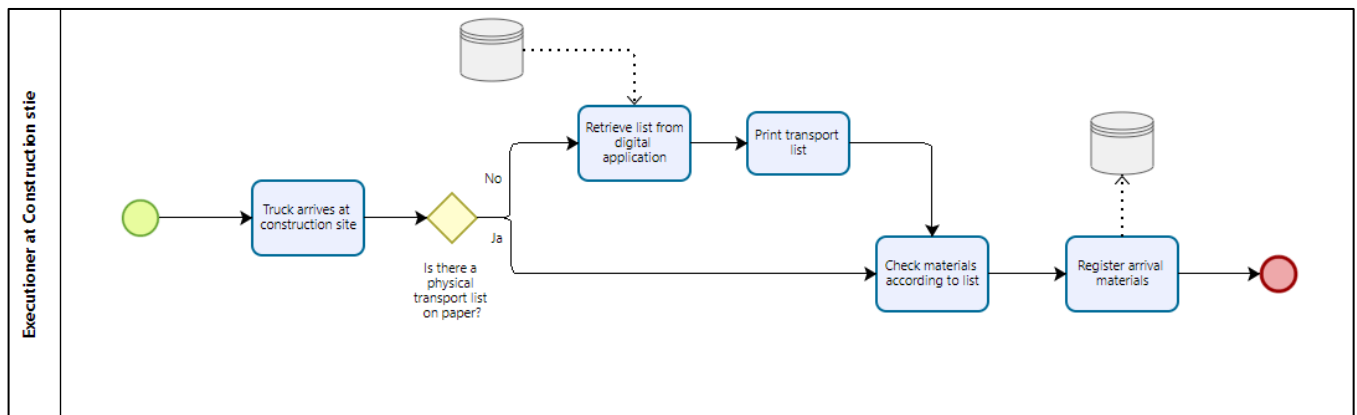 Executioner at Construction stie
Truck arrives at
construction site
Is there a
physical
transport list
on paper?
No
Ja
Retrieve list from
digital
application
Print transport
list
Check materials
according to list
Register arrival
materials